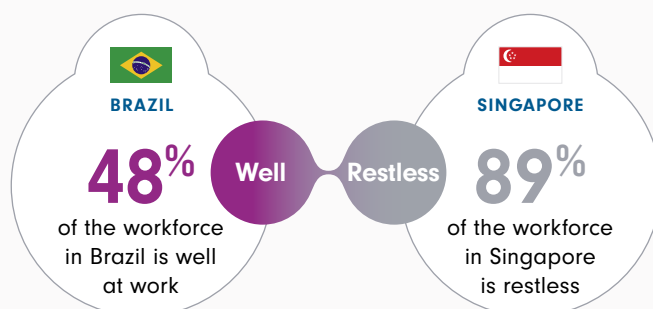 BRAZIL
48%
of the workforce
in Brazil is well
at work
Well
Restless
SINGAPORE
89%
of the workforce
in Singapore
is restless